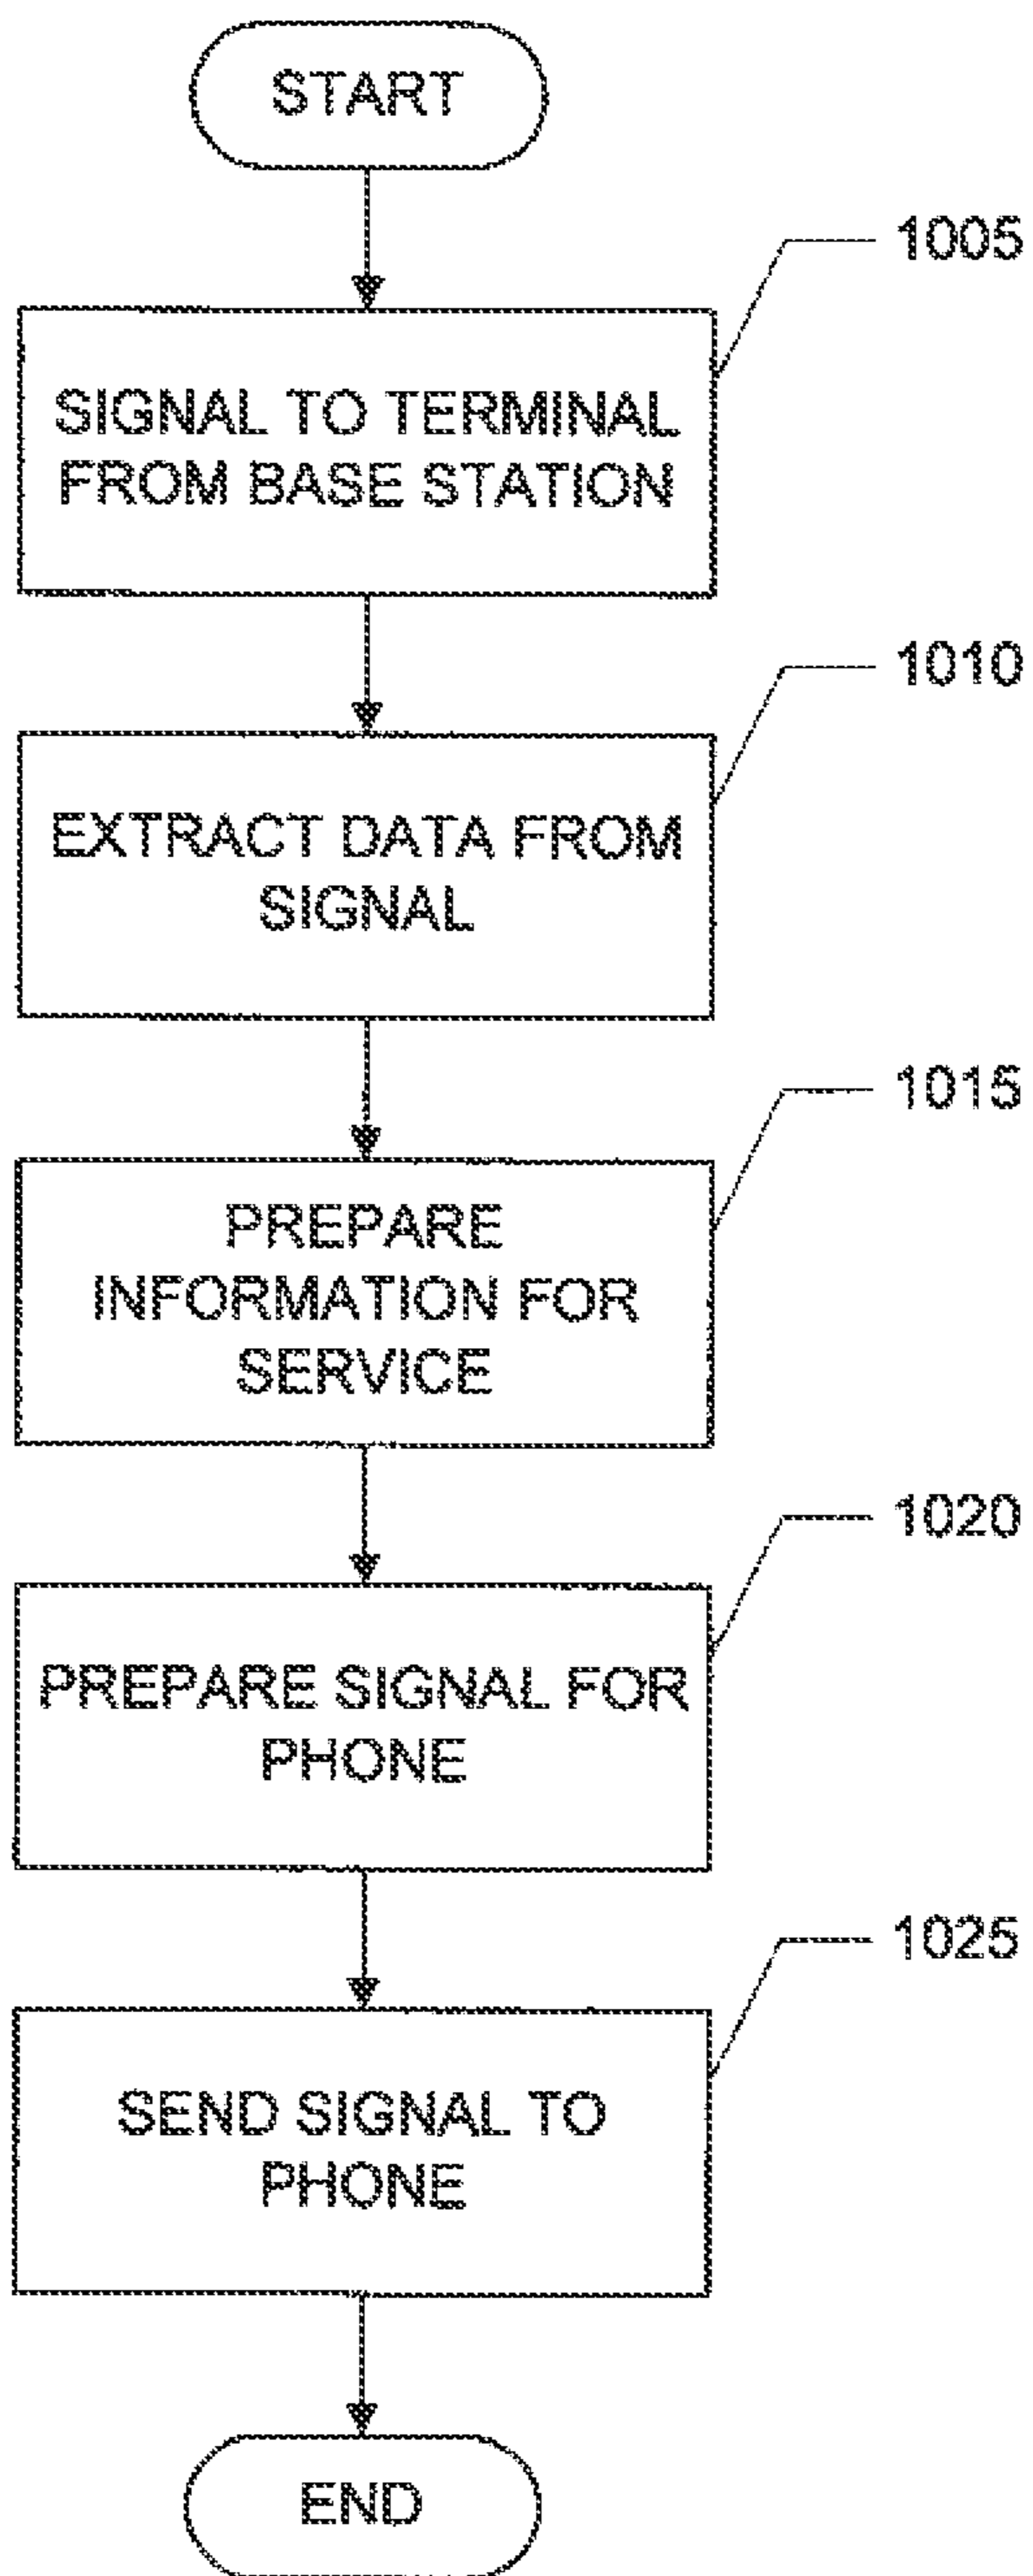 START
1005
SIGNAL TO TERMINAL
FROM BASE STATION
1010
EXTRACT DATA FROM
SIGNAL
1015
PREPARE
INFORMATION FOR
SERVICE
1020
PREPARE SIGNAL FOR
PHONE
1025
SEND SIGNAL TO
PHONE
END